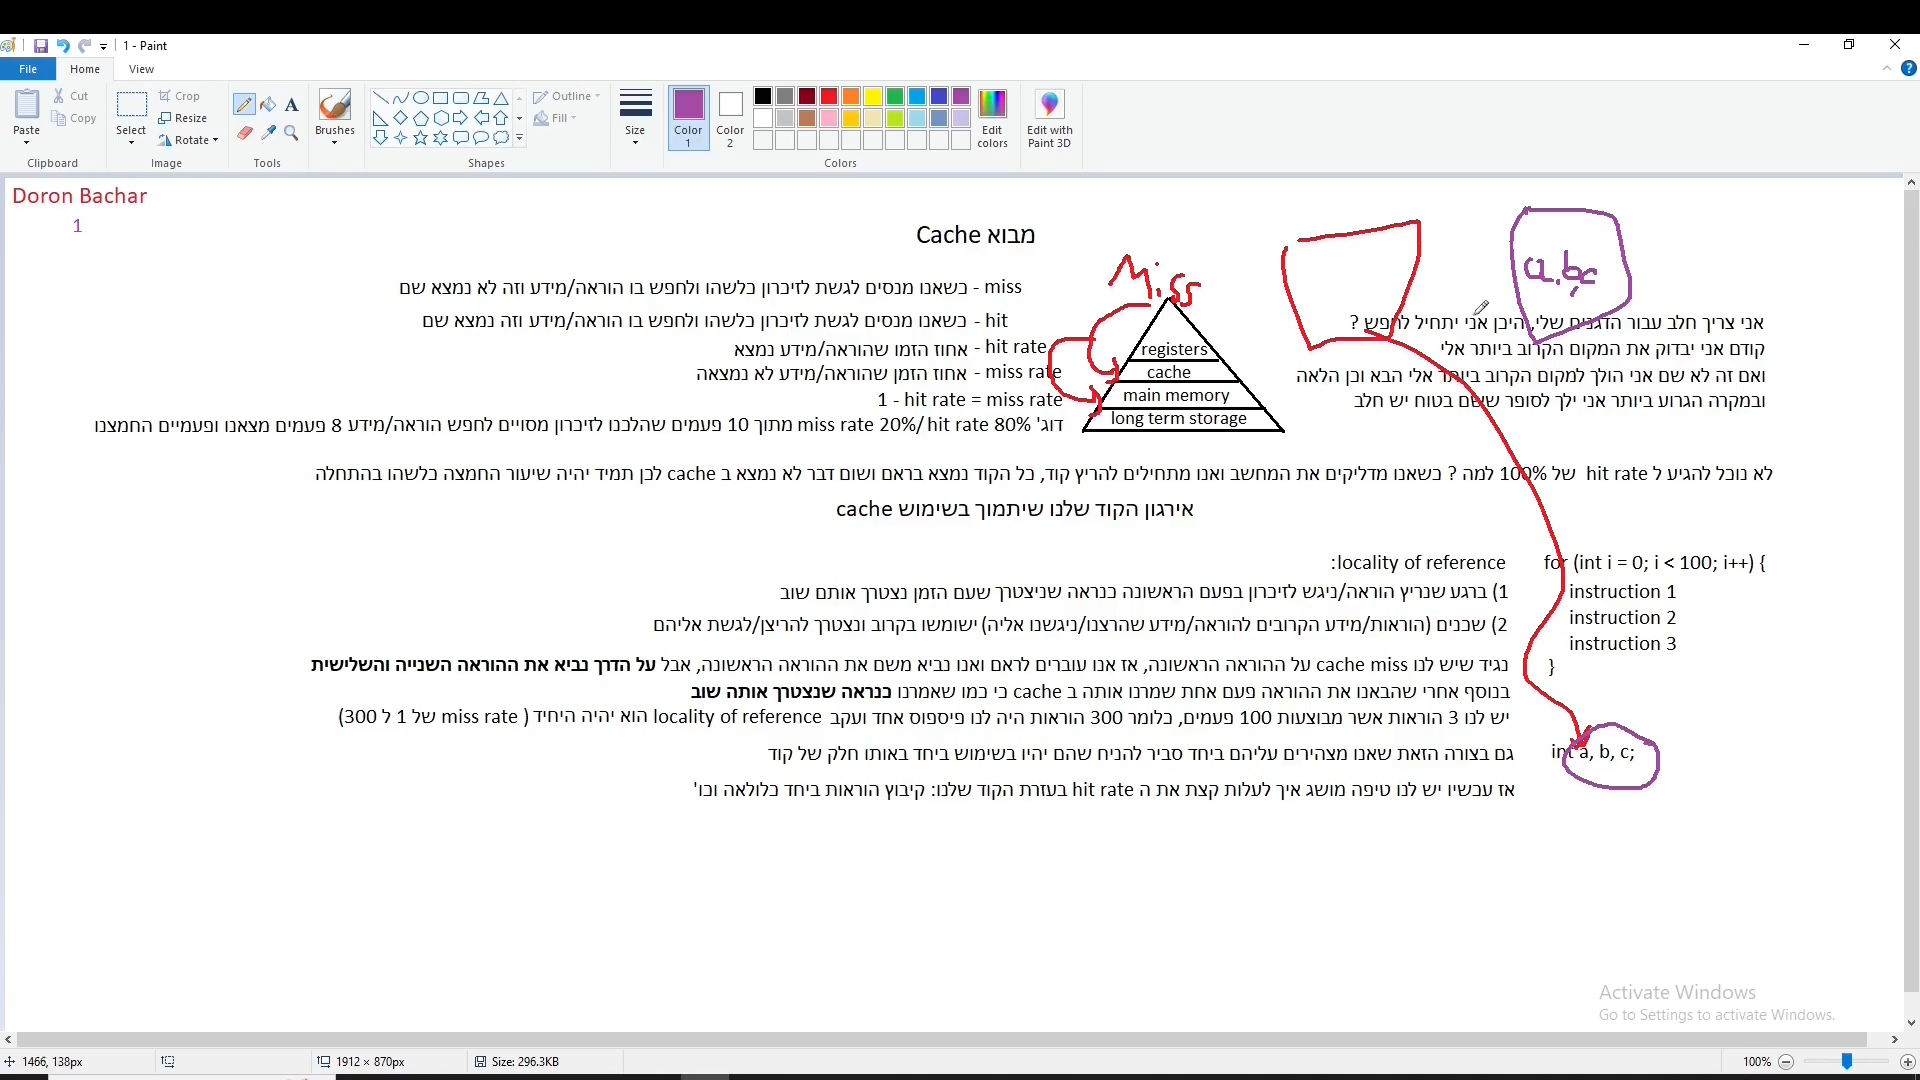 1 - Paint
File Home View
Paste Cut Copy Clipboard
Select Crop Resize Rotate Image
Tools
Brushes
Outline Fill Shapes
Size
Color 1 Color 2 Edit colors Colors
Edit with Paint 3D
Doron Bachar
1
מבוא Cache
miss - כשאנו מנסים לגשת לזיכרון כלשהו ולחפש בו הוראה/מידע וזה לא נמצא שם
hit - כשאנו מנסים לגשת לזיכרון כלשהו ולחפש בו הוראה/מידע וזה נמצא שם
hit rate - אחוז הזמו שהוראה/מידע נמצא
miss rate - אחוז הזמן שהוראה/מידע לא נמצאה
1 - hit rate = miss rate
דוג' miss rate 20%/ hit rate 80% מתוך 10 פעמים שהלכנו לזיכרון מסויים לחפש הוראה/מידע 8 פעמים מצאנו ופעמיים החמצנו
Miss
registers
cache
main memory
long term storage
a, b, c
אני צריך חלב עבור הדגנים שלי, היכן אני יתחיל לחפש ?
קודם אני יבדוק את המקום הקרוב ביותר אלי
ואם זה לא שם אני הולך למקום הקרוב ביותר אלי הבא וכן הלאה
ובמקרה הגרוע ביותר אני ילך לסופר ששם בטוח יש חלב
לא נוכל להגיע ל hit rate של 100% למה ? כשאנו מדליקים את המחשב ואנו מתחילים להריץ קוד, כל הקוד נמצא בראם ושום דבר לא נמצא ב cache לכן תמיד יהיה שיעור החמצה כלשהו בהתחלה
אירגון הקוד שלנו שיתמוך בשימוש cache
locality of reference:
1) ברגע שנריץ הוראה/ניגש לזיכרון בפעם הראשונה כנראה שניצטרך שעם הזמן נצטרך אותם שוב
2) שכנים (הוראות/מידע הקרובים להוראה/מידע שהרצנו/ניגשנו אליה) ישומשו בקרוב ונצטרך להריצן/לגשת אליהם
נגיד שיש לנו cache miss על ההוראה הראשונה, אז אנו עוברים לראם ואנו נביא משם את ההוראה הראשונה, אבל על הדרך נביא את ההוראה השנייה והשלישית
בנוסף אחרי שהבאנו את ההוראה פעם אחת שמרנו אותה ב cache כי כמו שאמרנו כנראה שנצטרך אותה שוב
יש לנו 3 הוראות אשר מבוצעות 100 פעמים, כלומר 300 הוראות היה לנו פיספוס אחד ועקב locality of reference הוא יהיה היחיד ( miss rate של 1 ל 300)
גם בצורה הזאת שאנו מצהירים עליהם ביחד סביר להניח שהם יהיו בשימוש ביחד באותו חלק של קוד
אז עכשיו יש לנו טיפה מושג איך לעלות קצת את ה hit rate בעזרת הקוד שלנו: קיבוץ הוראות ביחד כלולאה וכו'
for (int i = 0; i < 100; i++) {
instruction 1
instruction 2
instruction 3
}
int a, b, c;
Activate Windows
Go to Settings to activate Windows.
1466, 138px 1912 × 870px Size: 296.3KB 100%